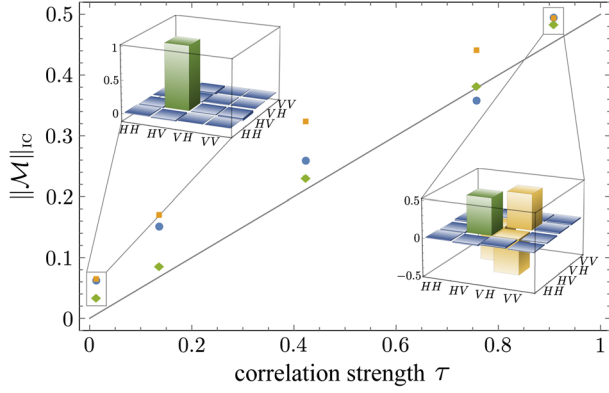 0.5
0.4
0.3
0.2
0.1
0
‖𝓜‖IC
1
0.5
0
HH HV VH VV
HH HV VH VV
0.5
0
−0.5
HH HV VH VV
HH HV VH VV
0 0.2 0.4 0.6 0.8 1
correlation strength τ